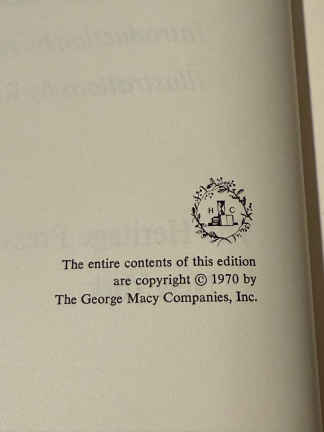 H C
The entire contents of this edition
are copyright © 1970 by
The George Macy Companies, Inc.